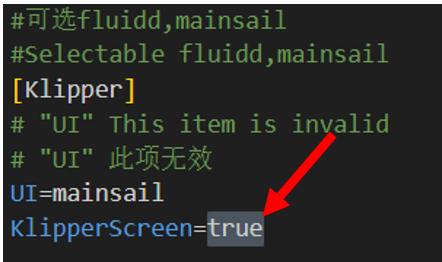 #可选fluidd,mainsail
#Selectable fluidd,mainsail
[Klipper]
# "UI" This item is invalid
# "UI" 此项无效
UI=mainsail
KlipperScreen=true